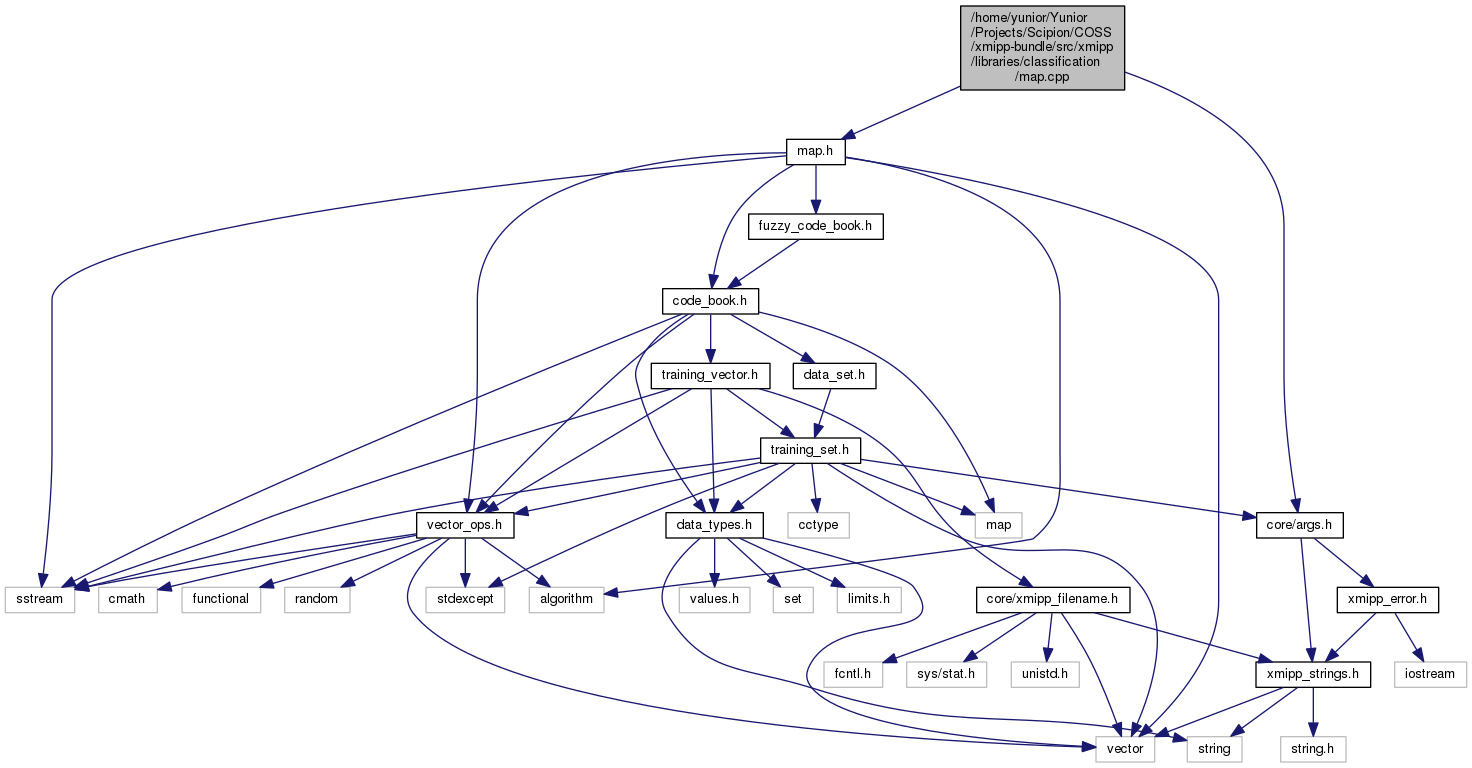 /home/yunior/Yunior
/Projects/Scipion/COSS
/xmipp-bundle/src/xmipp
/libraries/classification
/map.cpp
map.h
fuzzy_code_book.h
code_book.h
training_vector.h
data_set.h
training_set.h
vector_ops.h
data_types.h
cctype
map
core/args.h
sstream
cmath
functional
random
stdexcept
algorithm
values.h
set
limits.h
core/xmipp_filename.h
xmipp_error.h
fcntl.h
sys/stat.h
unistd.h
xmipp_strings.h
iostream
vector
string
string.h